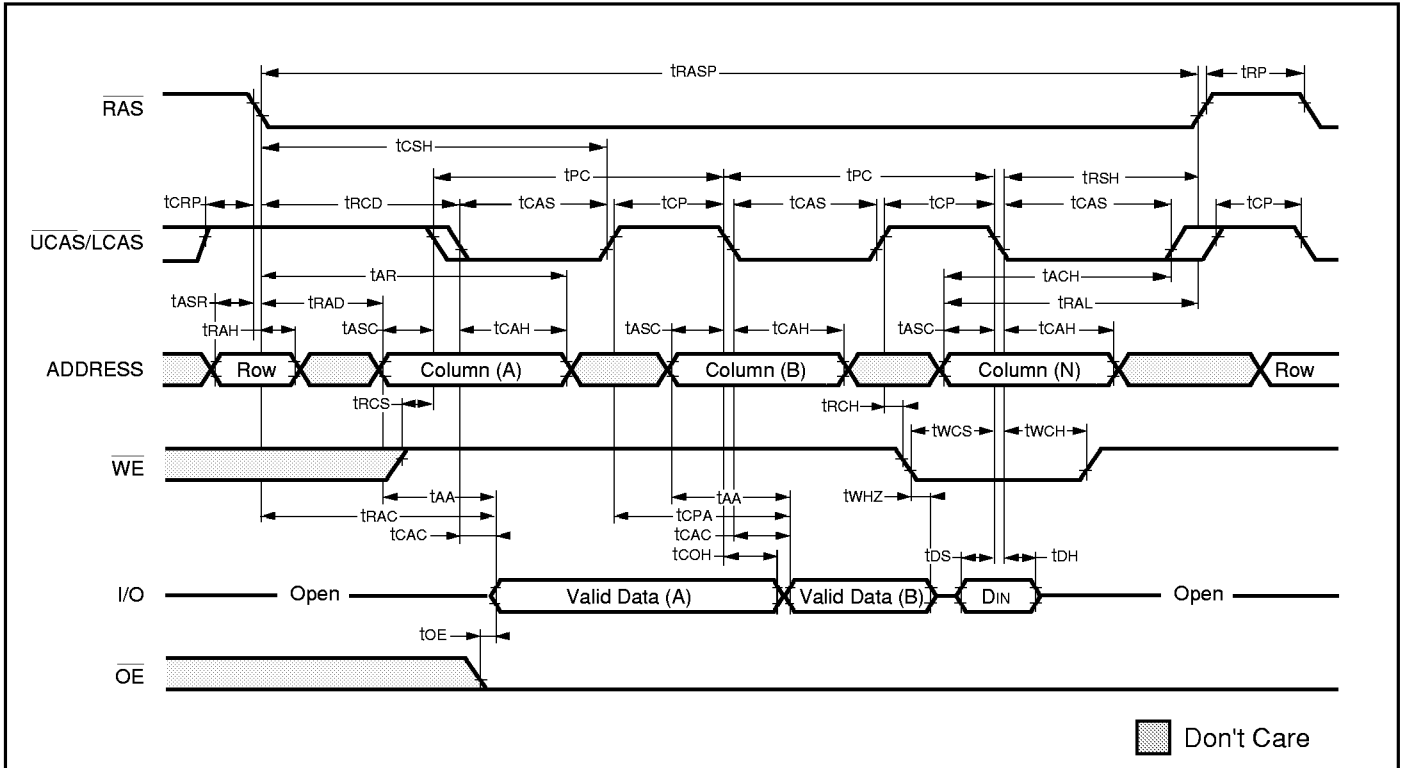 tRASP tRP
RAS
tCSH
tPC tPC tRSH
tCRP tRCD tCAS tCP tCAS tCP tCAS tCP
UCAS/LCAS
tAR tACH
tASR tRAD tRAL
tRAH tASC tCAH tASC tCAH tASC tCAH
ADDRESS Row Column (A) Column (B) Column (N) Row
tRCS tRCH
tWCS tWCH
WE
tAA tAA tWHZ
tRAC tCPA
tCAC tCAC
tCOH tDS tDH
I/O Open Valid Data (A) Valid Data (B) DIN Open
tOE
OE
Don't Care